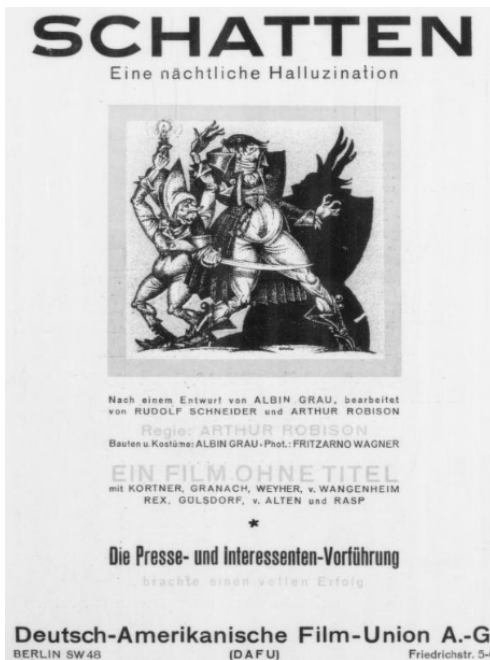 SCHATTEN
Eine nächtliche Halluzination
Nach einem Entwurf von ALBIN GRAU, bearbeitet
von RUDOLF SCHNEIDER und ARTHUR ROBISON
Regie: ARTHUR ROBISON
Bauten u. Kostüme: ALBIN GRAU - Phot.: FRITZ ARNO WAGNER
EIN FILM OHNE TITEL
mit KORTNER, GRANACH, WEYHER, v. WANGENHEIM
REX, GÜLSDORF, v. ALTEN und RASP
*
Die Presse- und Interessenten-Vorführung
brachte einen vollen Erfolg
Deutsch-Amerikanische Film-Union A.-G
BERLIN SW48 (DAFU) Friedrichstr. 5-